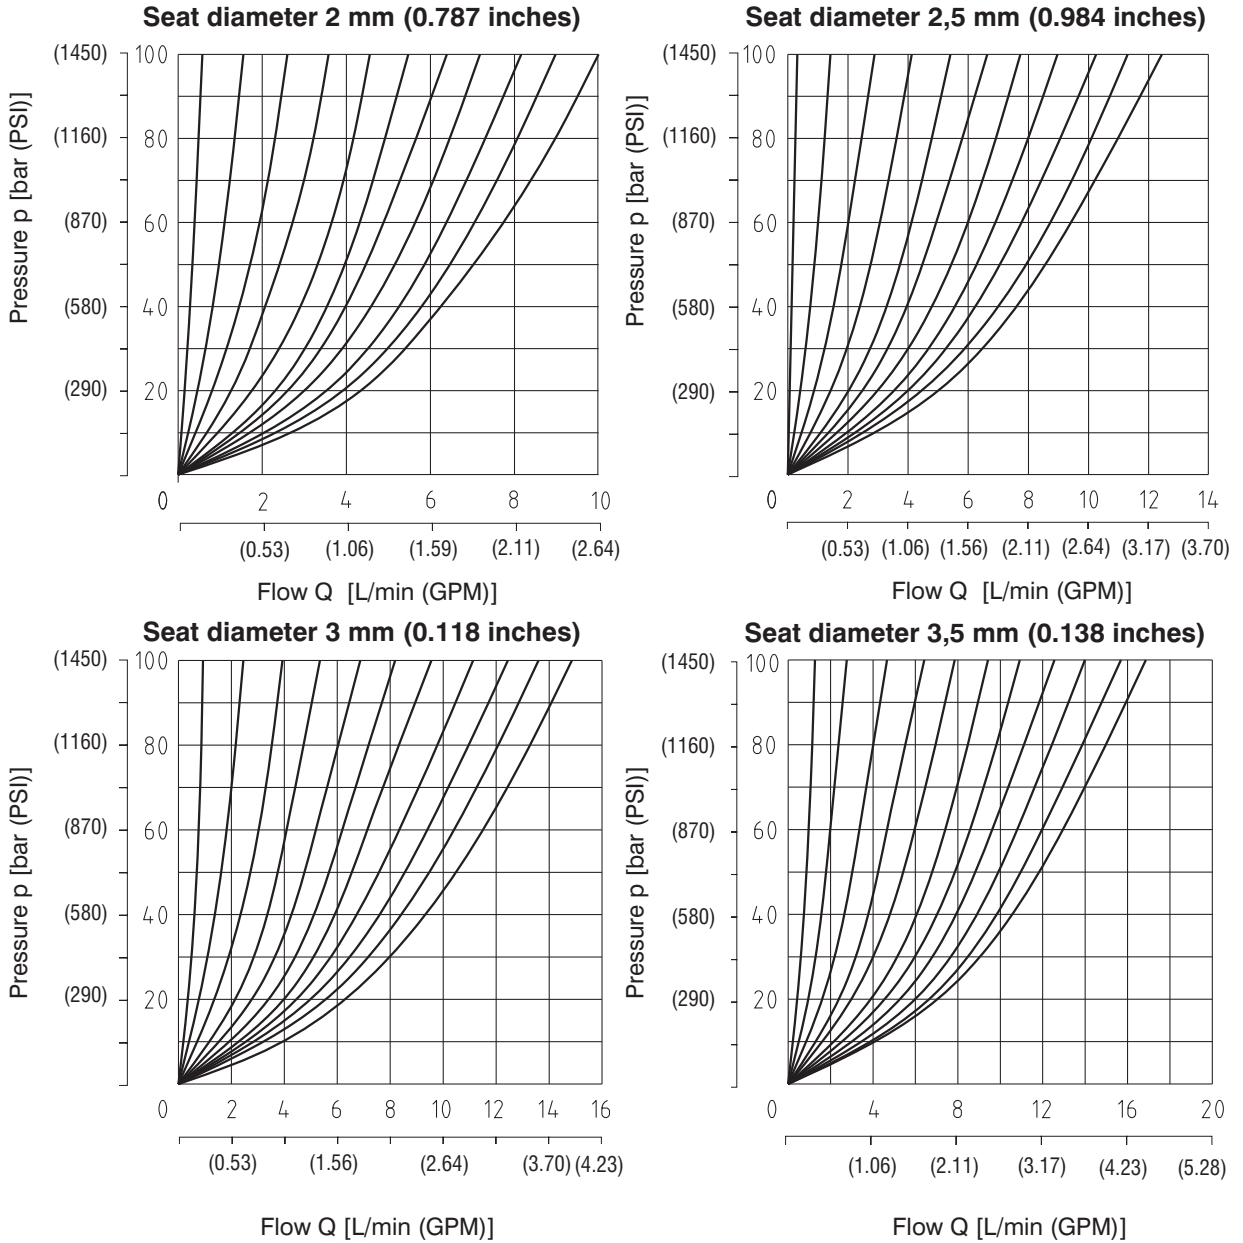 Seat diameter 2 mm (0.787 inches)
Pressure p [bar (PSI)]
(1450) 100
(1160) 80
(870) 60
(580) 40
(290) 20
0 2 4 6 8 10
(0.53) (1.06) (1.59) (2.11) (2.64)
Flow Q [L/min (GPM)]
Seat diameter 2,5 mm (0.984 inches)
Pressure p [bar (PSI)]
(1450) 100
(1160) 80
(870) 60
(580) 40
(290) 20
0 2 4 6 8 10 12 14
(0.53) (1.06) (1.56) (2.11) (2.64) (3.17) (3.70)
Flow Q [L/min (GPM)]
Seat diameter 3 mm (0.118 inches)
Pressure p [bar (PSI)]
(1450) 100
(1160) 80
(870) 60
(580) 40
(290) 20
0 2 4 6 8 10 12 14 16
(0.53) (1.56) (2.64) (3.70) (4.23)
Flow Q [L/min (GPM)]
Seat diameter 3,5 mm (0.138 inches)
Pressure p [bar (PSI)]
(1450) 100
(1160) 80
(870) 60
(580) 40
(290) 20
0 4 8 12 16 20
(1.06) (2.11) (3.17) (4.23) (5.28)
Flow Q [L/min (GPM)]